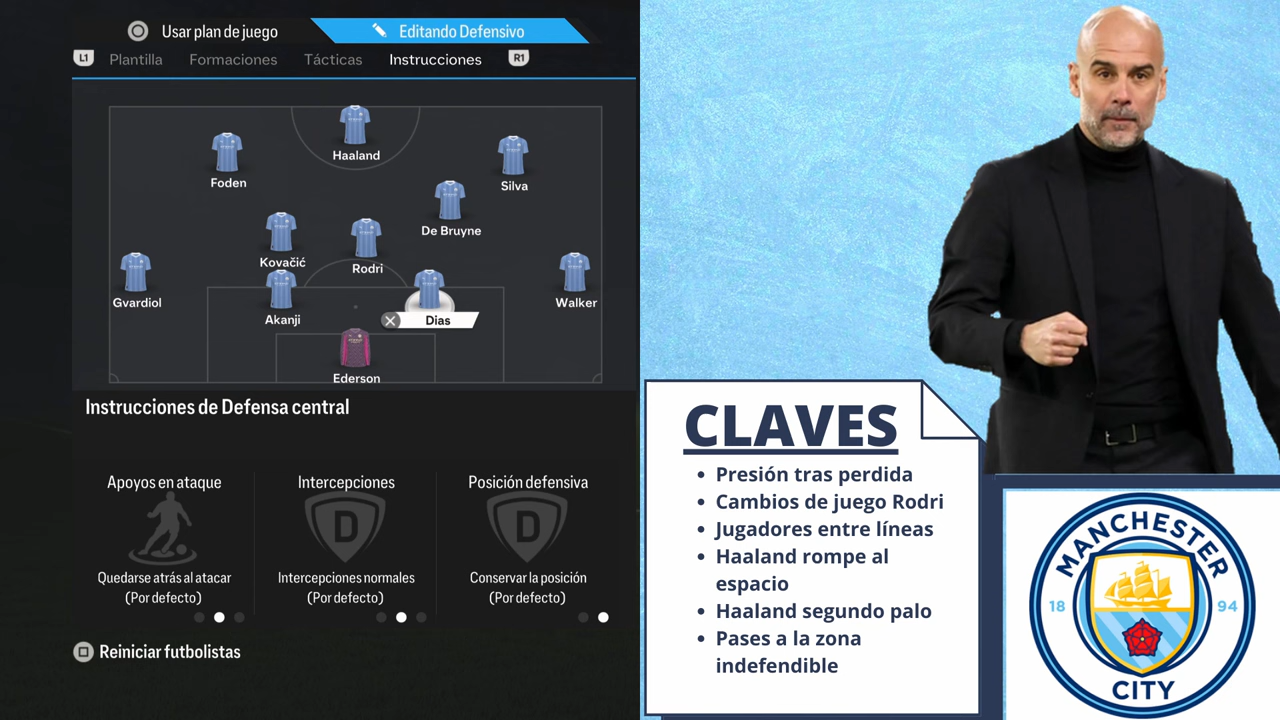 Usar plan de juego
Editando Defensivo
L1
Plantilla
Formaciones
Tácticas
Instrucciones
R1
Haaland
Foden
Silva
De Bruyne
Kovačić
Rodri
Gvardiol
Walker
Akanji
Dias
Ederson
Instrucciones de Defensa central
Apoyos en ataque
Quedarse atrás al atacar
(Por defecto)
Intercepciones
D
Intercepciones normales
(Por defecto)
Posición defensiva
D
Conservar la posición
(Por defecto)
Reiniciar futbolistas
CLAVES
• Presión tras perdida
• Cambios de juego Rodri
• Jugadores entre líneas
• Haaland rompe al
espacio
• Haaland segundo palo
• Pases a la zona
indefendible
MANCHESTER
18 94
CITY